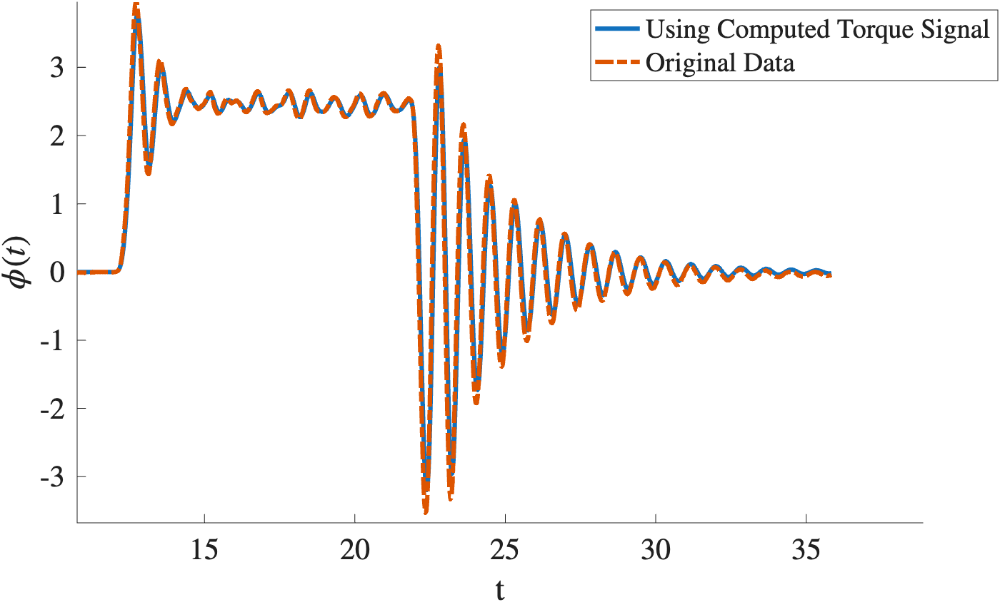 Using Computed Torque Signal
Original Data
3
2
1
0
-1
-2
-3
ϕ(t)
15 20 25 30 35
t